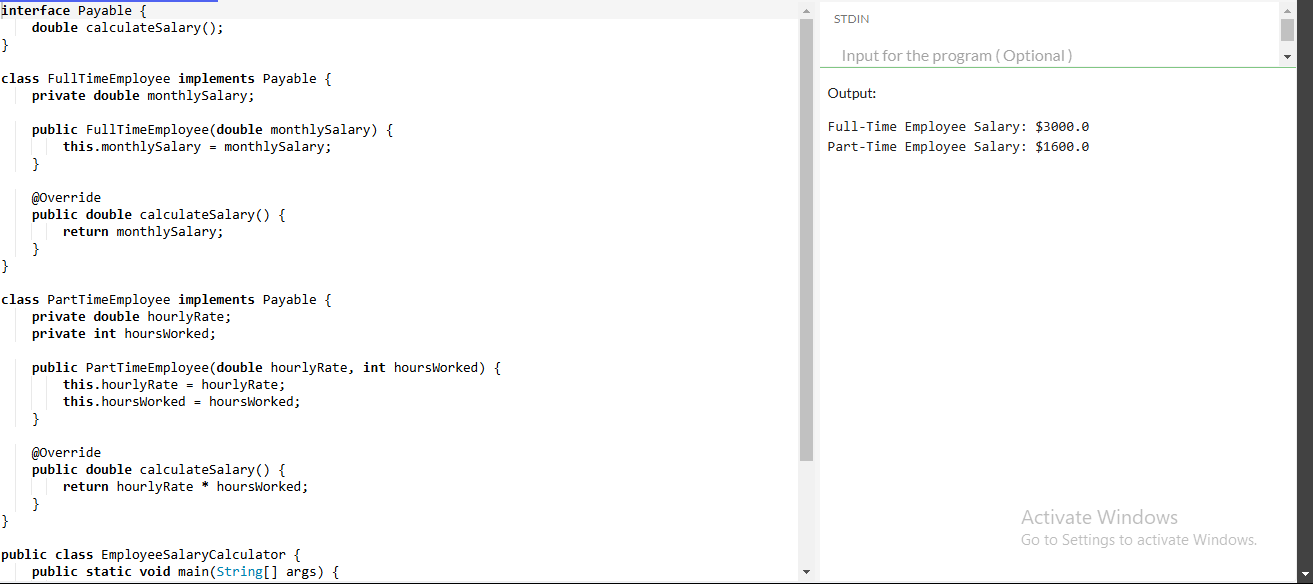 interface Payable {
    double calculateSalary();
}

class FullTimeEmployee implements Payable {
    private double monthlySalary;

    public FullTimeEmployee(double monthlySalary) {
        this.monthlySalary = monthlySalary;
    }

    @Override
    public double calculateSalary() {
        return monthlySalary;
    }
}

class PartTimeEmployee implements Payable {
    private double hourlyRate;
    private int hoursWorked;

    public PartTimeEmployee(double hourlyRate, int hoursWorked) {
        this.hourlyRate = hourlyRate;
        this.hoursWorked = hoursWorked;
    }

    @Override
    public double calculateSalary() {
        return hourlyRate * hoursWorked;
    }
}

public class EmployeeSalaryCalculator {
    public static void main(String[] args) {
STDIN
Input for the program ( Optional )
Output:
Full-Time Employee Salary: $3000.0
Part-Time Employee Salary: $1600.0
Activate Windows
Go to Settings to activate Windows.